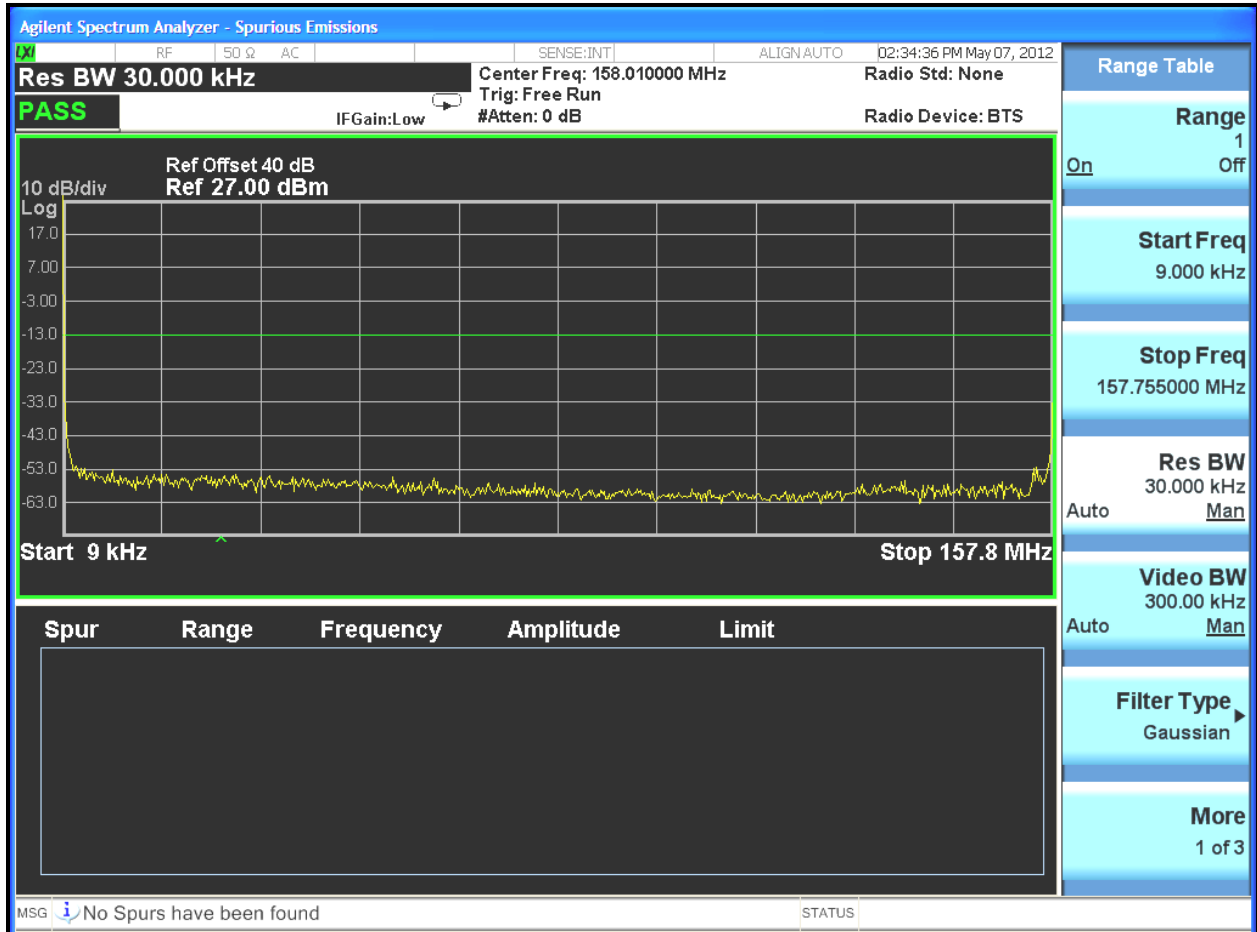 Agilent Spectrum Analyzer - Spurious Emissions
LXI RF 50 Ω AC SENSE:INT ALIGN AUTO 02:34:36 PM May 07, 2012
Res BW 30.000 kHz
Center Freq: 158.010000 MHz
Radio Std: None
Trig: Free Run
PASS
IFGain:Low
#Atten: 0 dB
Radio Device: BTS
Ref Offset 40 dB
10 dB/div
Ref 27.00 dBm
Log
17.0
7.00
-3.00
-13.0
-23.0
-33.0
-43.0
-53.0
-63.0
Start 9 kHz
Stop 157.8 MHz
Spur Range Frequency Amplitude Limit
MSG No Spurs have been found
STATUS
Range Table
Range
1
On Off
Start Freq
9.000 kHz
Stop Freq
157.755000 MHz
Res BW
30.000 kHz
Auto Man
Video BW
300.00 kHz
Auto Man
Filter Type
Gaussian
More
1 of 3